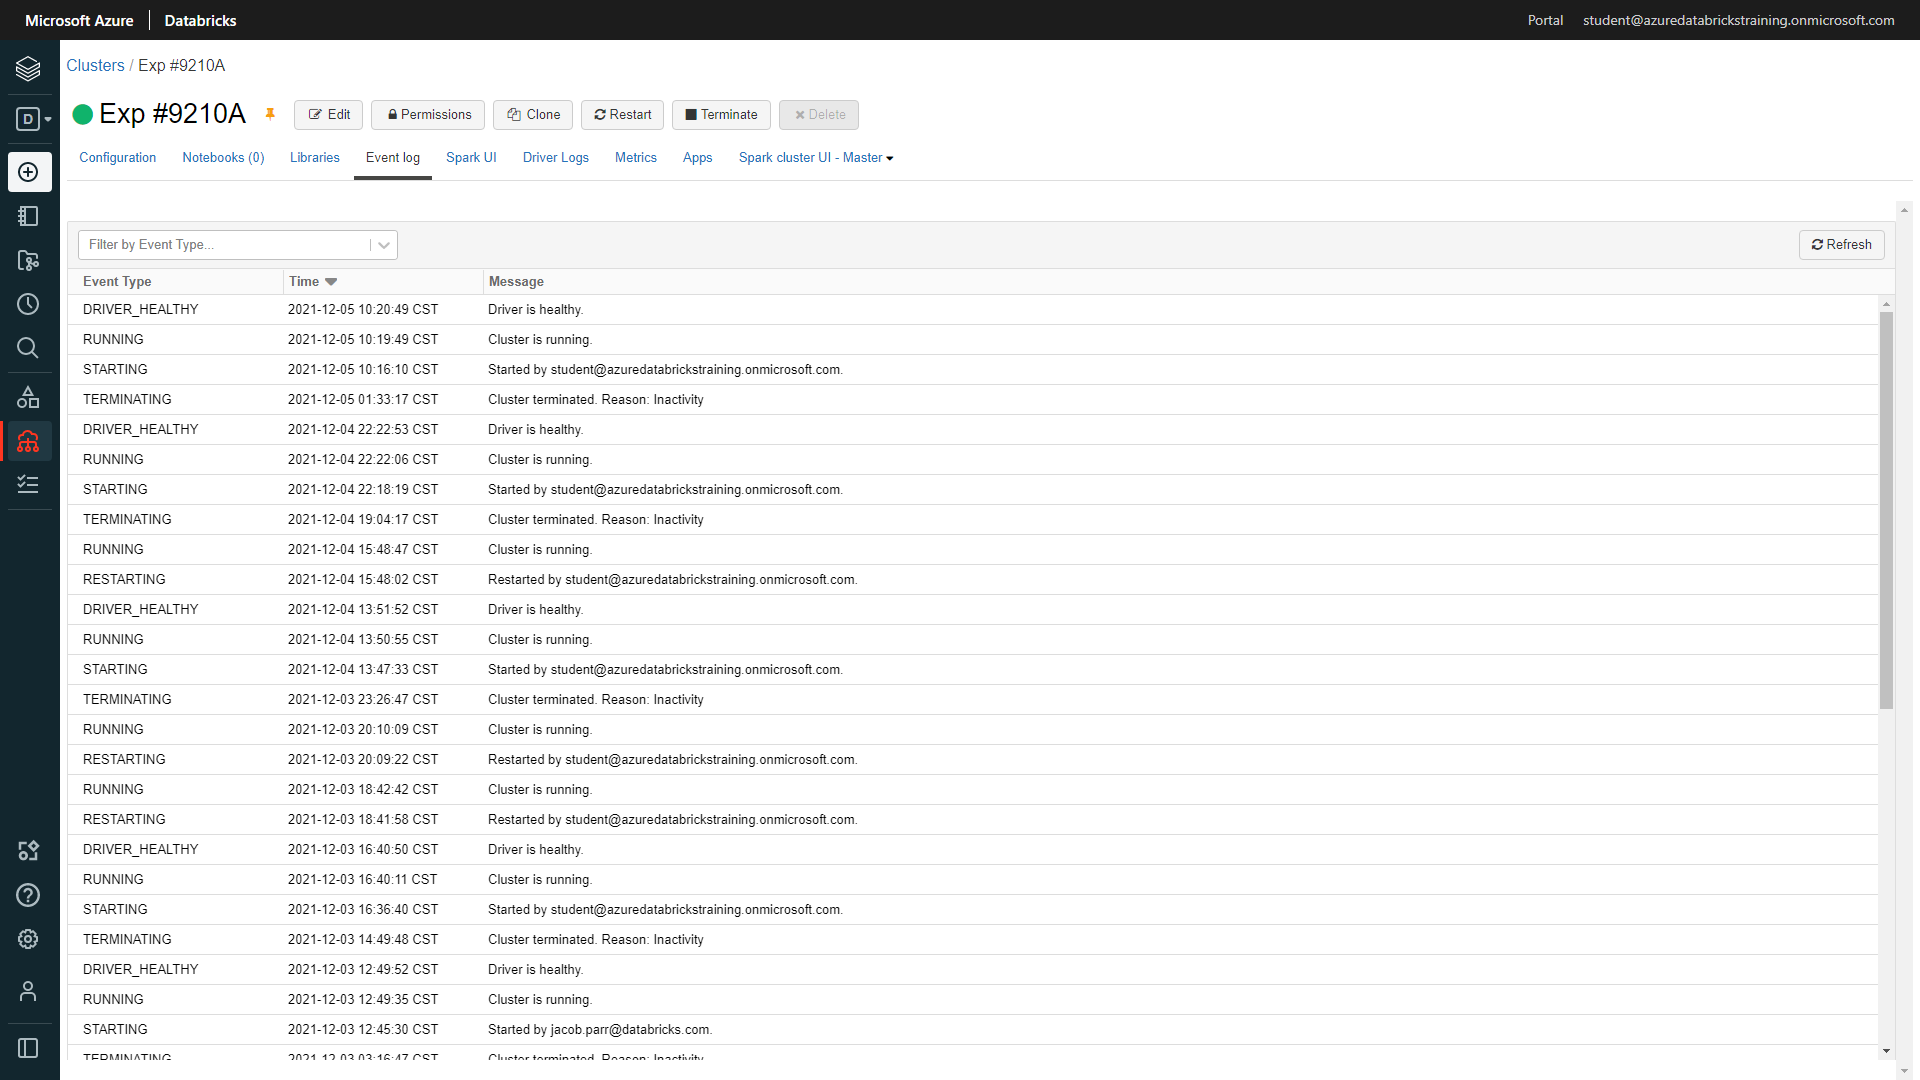 Microsoft Azure Databricks Portal student@azuredatabrickstraining.onmicrosoft.com
Clusters / Exp #9210A
D
Exp #9210A Edit Permissions Clone Restart Terminate Delete
Configuration Notebooks (0) Libraries Event log Spark UI Driver Logs Metrics Apps Spark cluster UI - Master
Filter by Event Type... Refresh
Event Type Time Message
DRIVER_HEALTHY 2021-12-05 10:20:49 CST Driver is healthy.
RUNNING 2021-12-05 10:19:49 CST Cluster is running.
STARTING 2021-12-05 10:16:10 CST Started by student@azuredatabrickstraining.onmicrosoft.com.
TERMINATING 2021-12-05 01:33:17 CST Cluster terminated. Reason: Inactivity
DRIVER_HEALTHY 2021-12-04 22:22:53 CST Driver is healthy.
RUNNING 2021-12-04 22:22:06 CST Cluster is running.
STARTING 2021-12-04 22:18:19 CST Started by student@azuredatabrickstraining.onmicrosoft.com.
TERMINATING 2021-12-04 19:04:17 CST Cluster terminated. Reason: Inactivity
RUNNING 2021-12-04 15:48:47 CST Cluster is running.
RESTARTING 2021-12-04 15:48:02 CST Restarted by student@azuredatabrickstraining.onmicrosoft.com.
DRIVER_HEALTHY 2021-12-04 13:51:52 CST Driver is healthy.
RUNNING 2021-12-04 13:50:55 CST Cluster is running.
STARTING 2021-12-04 13:47:33 CST Started by student@azuredatabrickstraining.onmicrosoft.com.
TERMINATING 2021-12-03 23:26:47 CST Cluster terminated. Reason: Inactivity
RUNNING 2021-12-03 20:10:09 CST Cluster is running.
RESTARTING 2021-12-03 20:09:22 CST Restarted by student@azuredatabrickstraining.onmicrosoft.com.
RUNNING 2021-12-03 18:42:42 CST Cluster is running.
RESTARTING 2021-12-03 18:41:58 CST Restarted by student@azuredatabrickstraining.onmicrosoft.com.
DRIVER_HEALTHY 2021-12-03 16:40:50 CST Driver is healthy.
RUNNING 2021-12-03 16:40:11 CST Cluster is running.
STARTING 2021-12-03 16:36:40 CST Started by student@azuredatabrickstraining.onmicrosoft.com.
TERMINATING 2021-12-03 14:49:48 CST Cluster terminated. Reason: Inactivity
DRIVER_HEALTHY 2021-12-03 12:49:52 CST Driver is healthy.
RUNNING 2021-12-03 12:49:35 CST Cluster is running.
STARTING 2021-12-03 12:45:30 CST Started by jacob.parr@databricks.com.
TERMINATING 2021-12-03 03:16:47 CST Cluster terminated. Reason: Inactivity